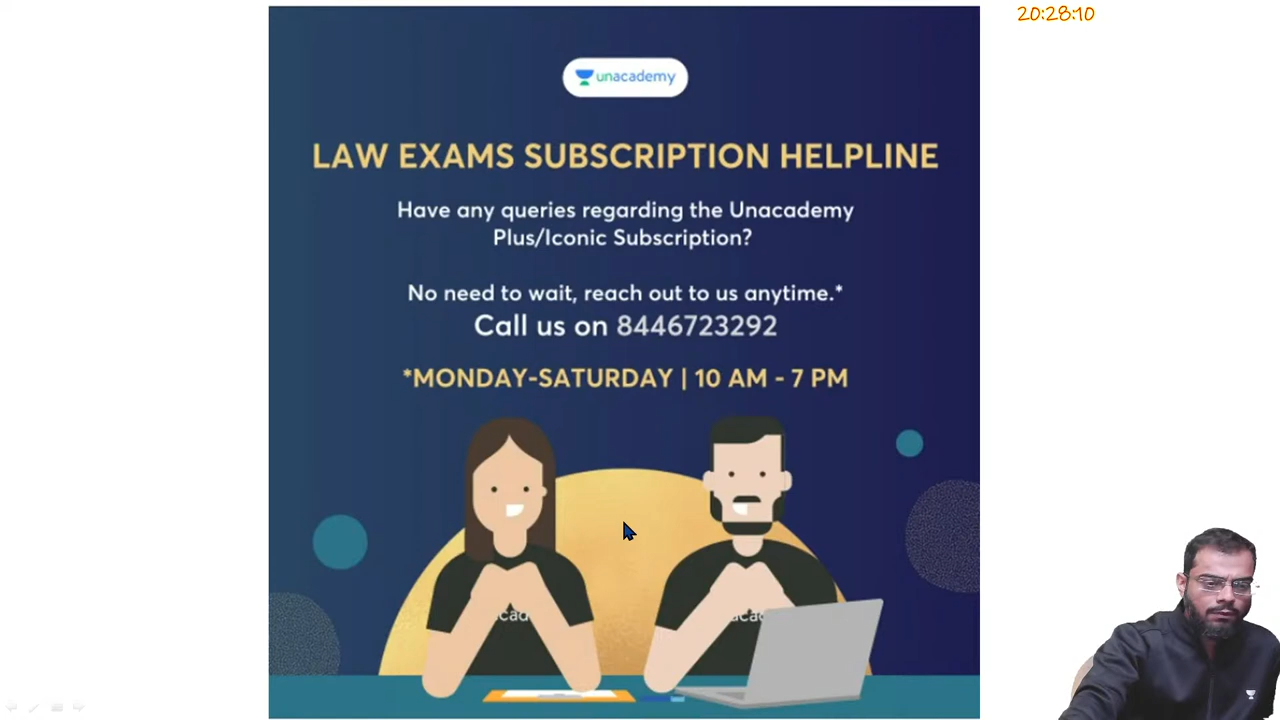 20:28:10
unacademy
LAW EXAMS SUBSCRIPTION HELPLINE
Have any queries regarding the Unacademy
Plus/Iconic Subscription?
No need to wait, reach out to us anytime.*
Call us on 8446723292
*MONDAY-SATURDAY | 10 AM - 7 PM